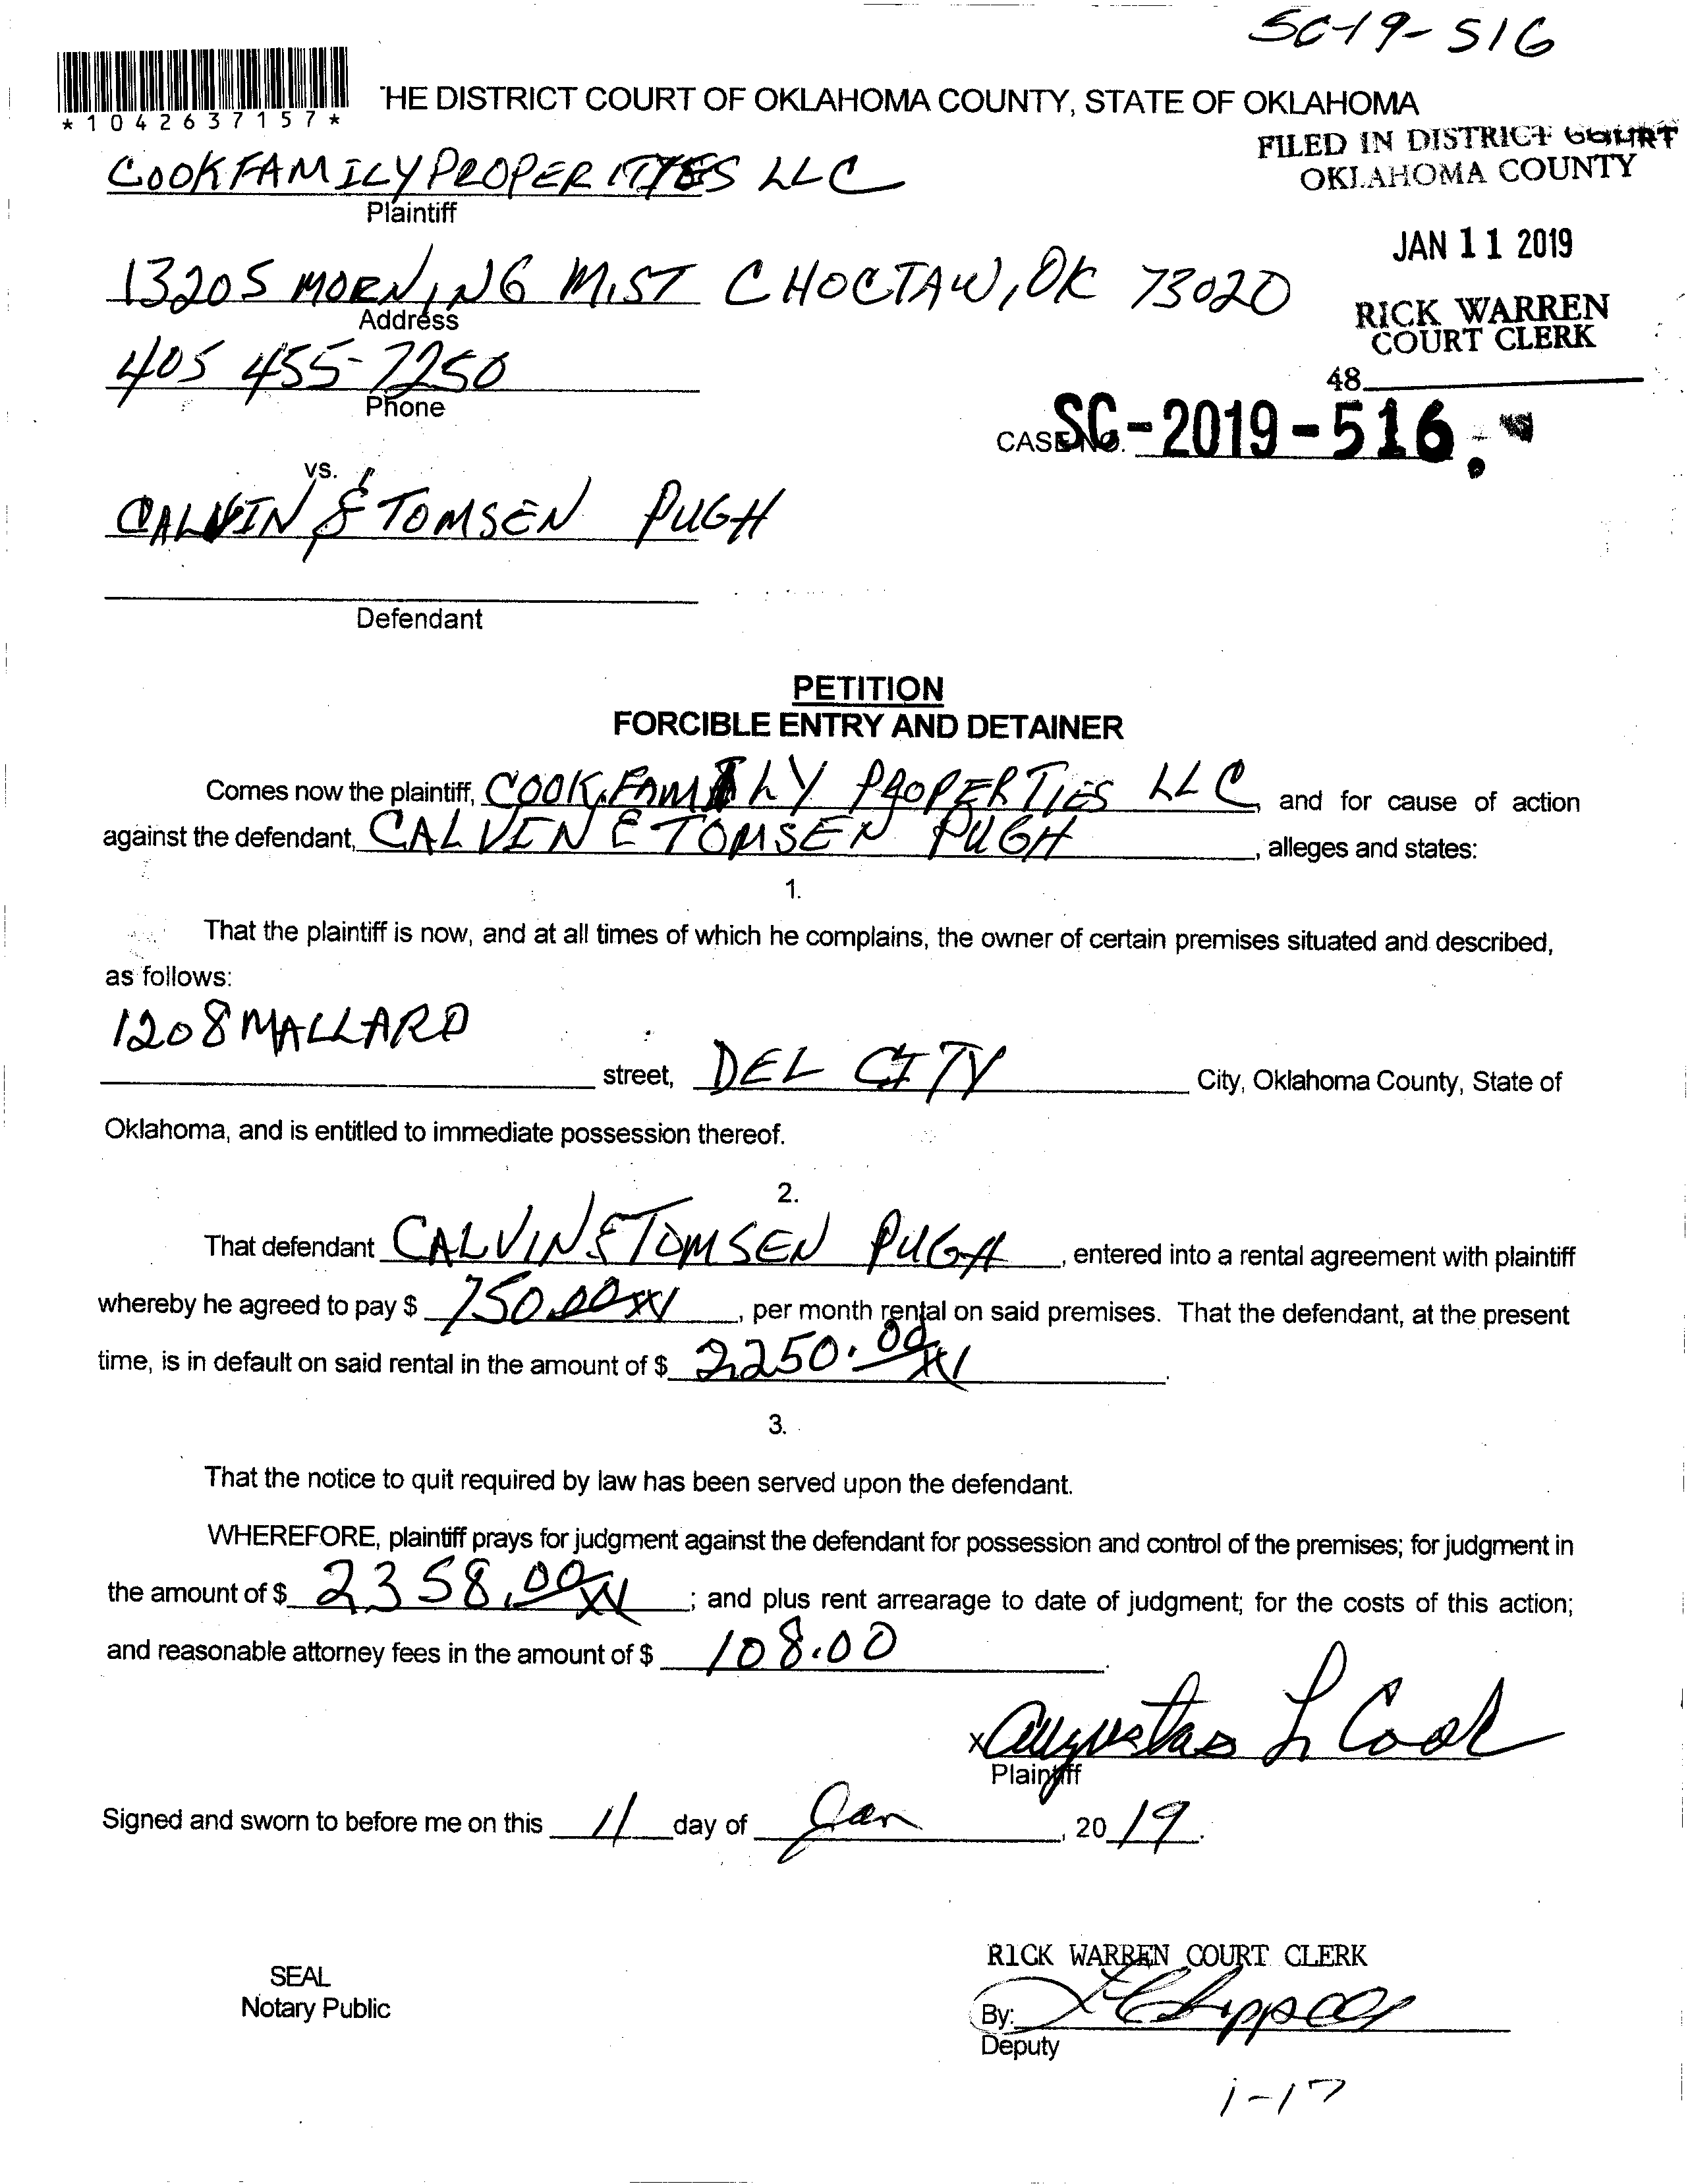 SC-19-516
*1042637157*
THE DISTRICT COURT OF OKLAHOMA COUNTY, STATE OF OKLAHOMA
FILED IN DISTRICT COURT
OKLAHOMA COUNTY
COOK FAMILY PROPERITYES LLC
Plaintiff
JAN 11 2019
13205 MORNING MIST CHOCTAW, OK 73020
Address
RICK WARREN
COURT CLERK
405 455-7250
Phone
48
CASE NO. SC-2019-516
vs.
CALVIN & TOMSEN PUGH
Defendant
PETITION
FORCIBLE ENTRY AND DETAINER
Comes now the plaintiff, COOK FAMILY PROPERTIES LLC, and for cause of action
against the defendant, CALVIN & TOMSEN PUGH, alleges and states:
1.
That the plaintiff is now, and at all times of which he complains, the owner of certain premises situated and described,
as follows:
1208 MALLARD
street, DEL CITY City, Oklahoma County, State of
Oklahoma, and is entitled to immediate possession thereof.
2.
That defendant CALVIN & TOMSEN PUGH, entered into a rental agreement with plaintiff
whereby he agreed to pay $ 750.00 xx, per month rental on said premises. That the defendant, at the present
time, is in default on said rental in the amount of $ 2250.00 xx.
3.
That the notice to quit required by law has been served upon the defendant.
WHEREFORE, plaintiff prays for judgment against the defendant for possession and control of the premises; for judgment in
the amount of $ 2358.00 xx; and plus rent arrearage to date of judgment; for the costs of this action;
and reasonable attorney fees in the amount of $ 108.00.
x Augustas L Cook
Plaintiff
Signed and sworn to before me on this 11 day of Jan, 2019.
RICK WARREN COURT CLERK
SEAL
Notary Public
By:
Deputy
1-17